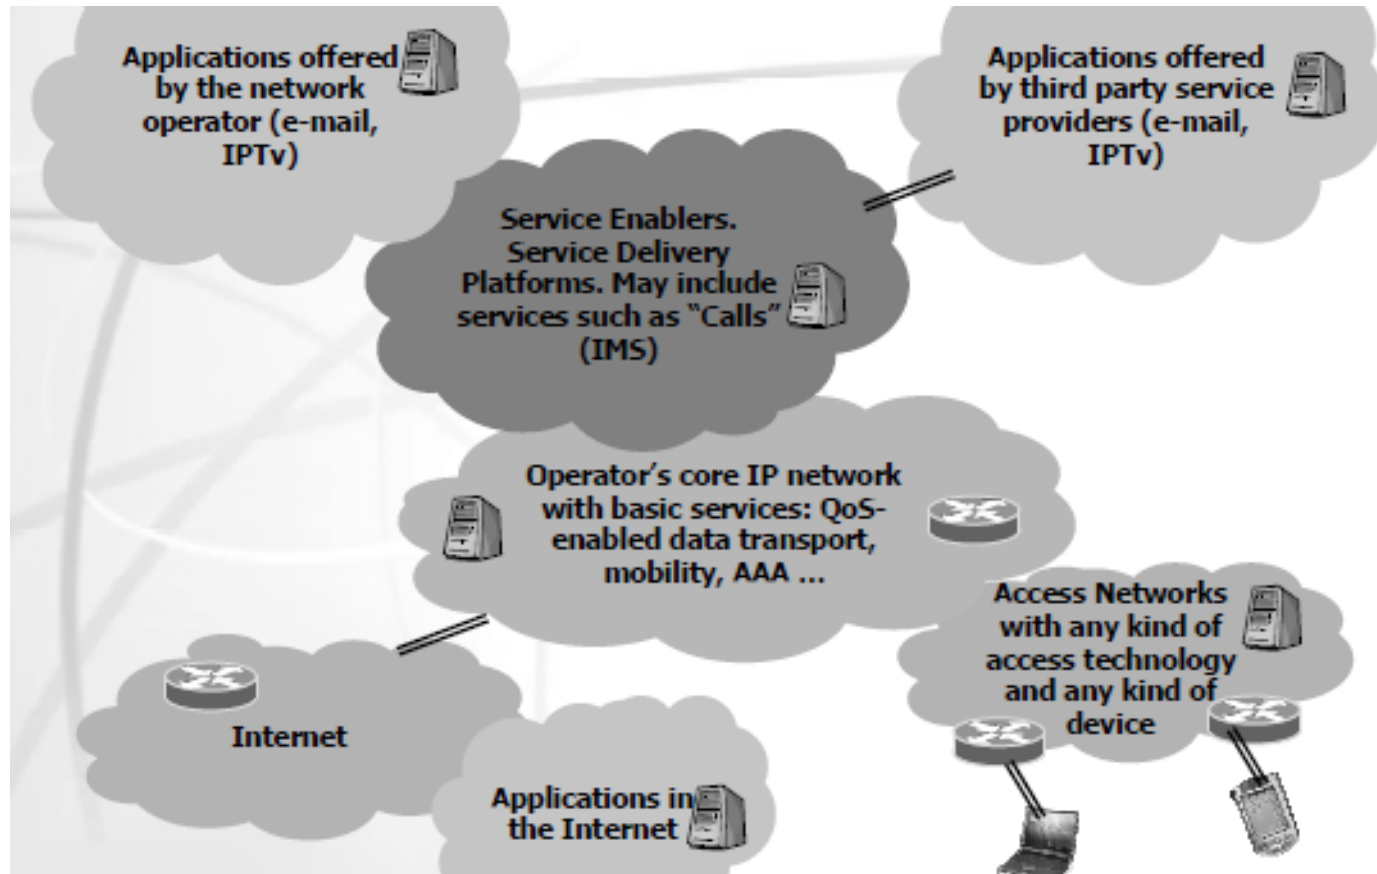 Applications offered
by the network
operator (e-mail,
IPTv)
Applications offered
by third party service
providers (e-mail,
IPTv)
Service Enablers.
Service Delivery
Platforms. May include
services such as “Calls”
(IMS)
Operator’s core IP network
with basic services: QoS-
enabled data transport,
mobility, AAA ...
Access Networks
with any kind of
access technology
and any kind of
device
Internet
Applications in
the Internet